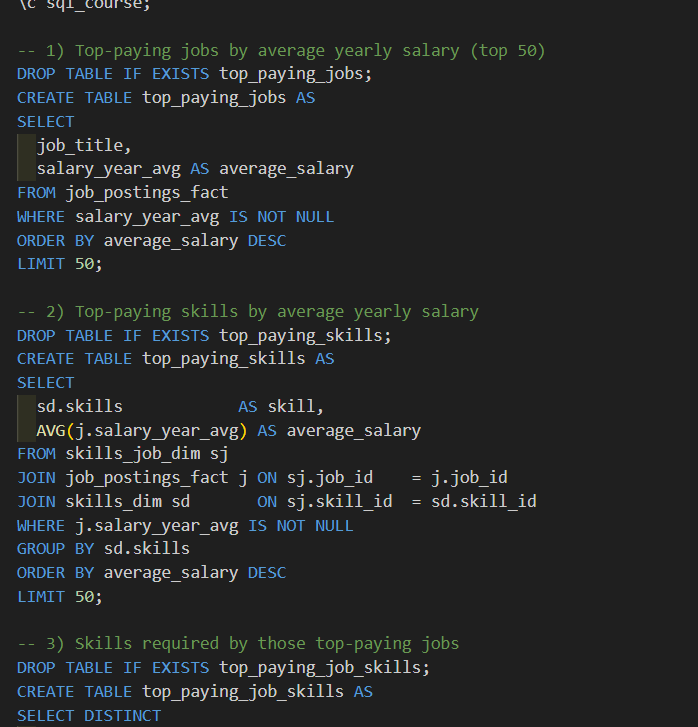 \c sql_course;
-- 1) Top-paying jobs by average yearly salary (top 50)
DROP TABLE IF EXISTS top_paying_jobs;
CREATE TABLE top_paying_jobs AS
SELECT
job_title,
salary_year_avg AS average_salary
FROM job_postings_fact
WHERE salary_year_avg IS NOT NULL
ORDER BY average_salary DESC
LIMIT 50;
-- 2) Top-paying skills by average yearly salary
DROP TABLE IF EXISTS top_paying_skills;
CREATE TABLE top_paying_skills AS
SELECT
sd.skills            AS skill,
AVG(j.salary_year_avg) AS average_salary
FROM skills_job_dim sj
JOIN job_postings_fact j ON sj.job_id    = j.job_id
JOIN skills_dim sd       ON sj.skill_id  = sd.skill_id
WHERE j.salary_year_avg IS NOT NULL
GROUP BY sd.skills
ORDER BY average_salary DESC
LIMIT 50;
-- 3) Skills required by those top-paying jobs
DROP TABLE IF EXISTS top_paying_job_skills;
CREATE TABLE top_paying_job_skills AS
SELECT DISTINCT